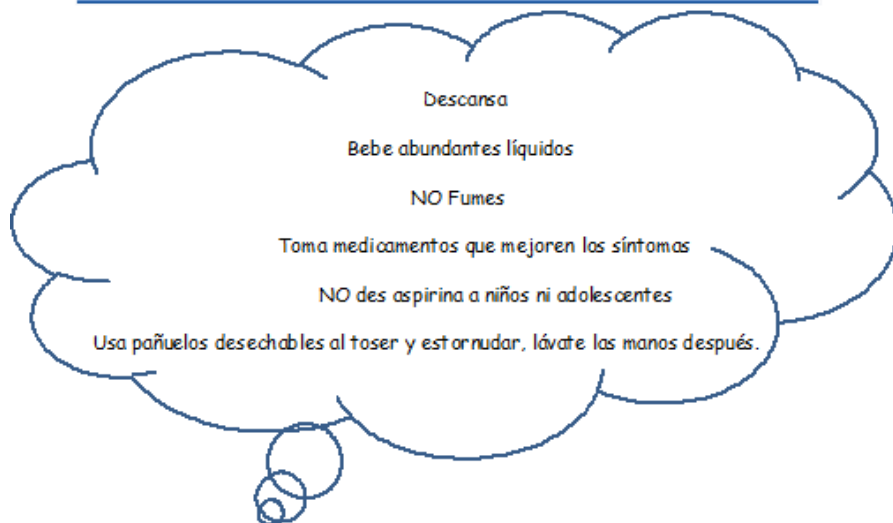 Descansa
Bebe abundantes líquidos
NO Fumes
Toma medicamentos que mejoren los síntomas
NO des aspirina a niños ni adolescentes
Usa pañuelos desechables al toser y estornudar, lávate las manos después.